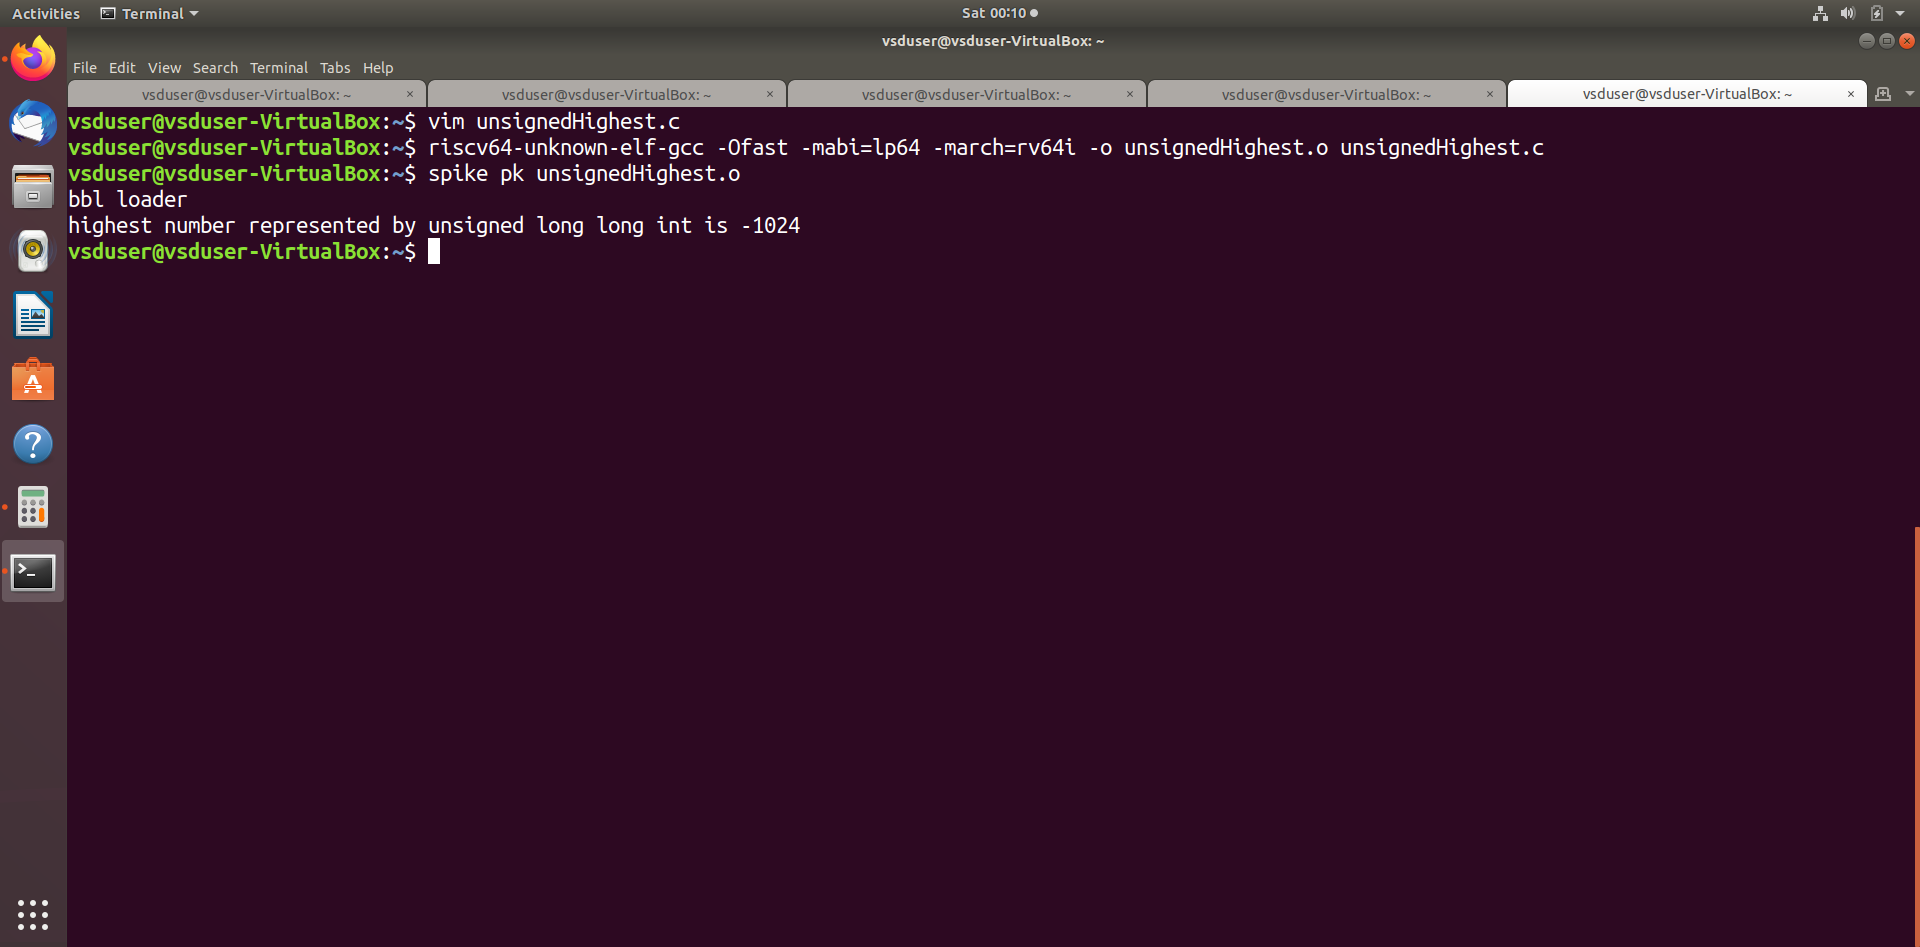 Activities Terminal Sat 00:10
vsduser@vsduser-VirtualBox: ~
File Edit View Search Terminal Tabs Help
vsduser@vsduser-VirtualBox: ~ × vsduser@vsduser-VirtualBox: ~ × vsduser@vsduser-VirtualBox: ~ × vsduser@vsduser-VirtualBox: ~ × vsduser@vsduser-VirtualBox: ~ ×
vsduser@vsduser-VirtualBox:~$ vim unsignedHighest.c
vsduser@vsduser-VirtualBox:~$ riscv64-unknown-elf-gcc -Ofast -mabi=lp64 -march=rv64i -o unsignedHighest.o unsignedHighest.c
vsduser@vsduser-VirtualBox:~$ spike pk unsignedHighest.o
bbl loader
highest number represented by unsigned long long int is -1024
vsduser@vsduser-VirtualBox:~$